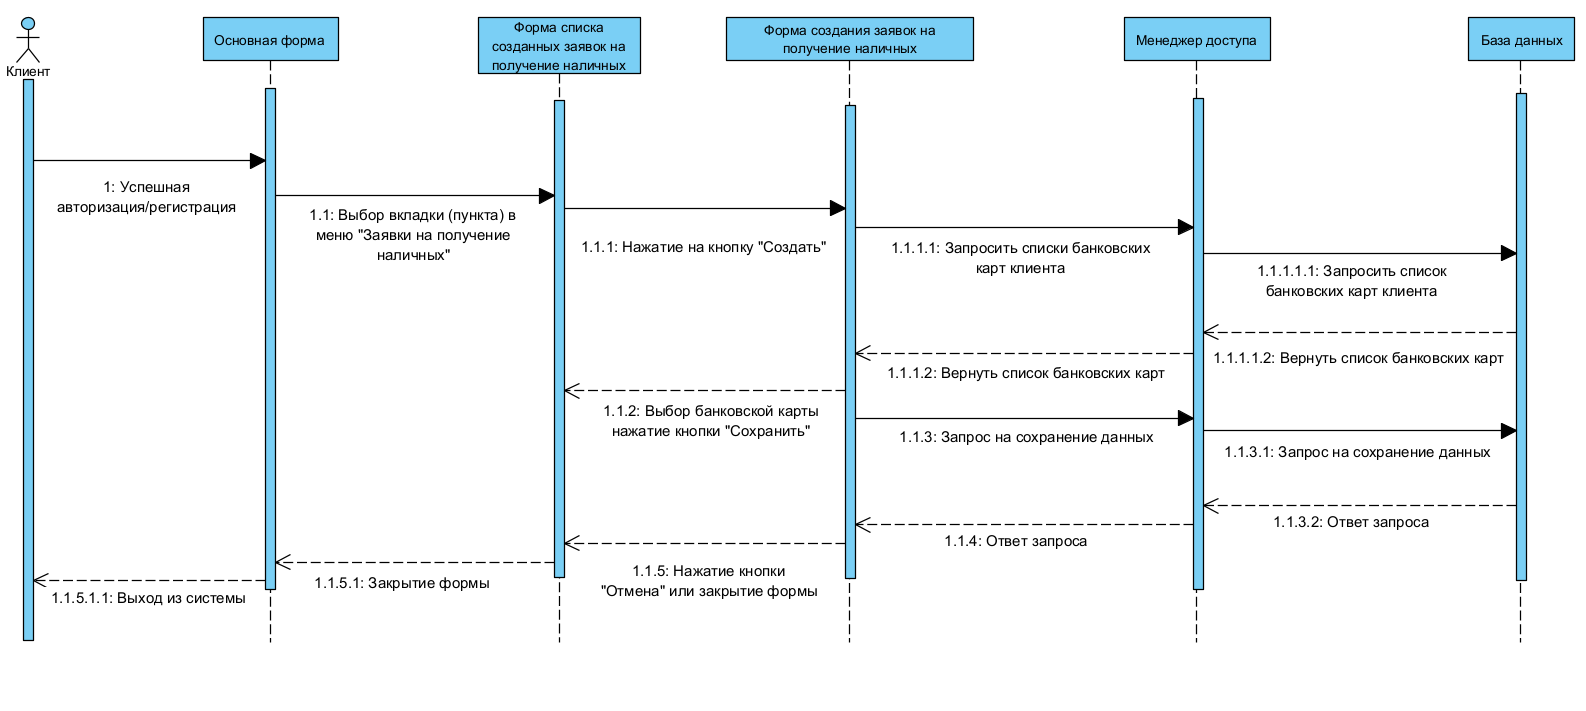 Клиент
Основная форма
Форма списка
созданных заявок на
получение наличных
Форма создания заявок на
получение наличных
Менеджер доступа
База данных
1: Успешная
авторизация/регистрация
1.1: Выбор вкладки (пункта) в
меню "Заявки на получение
наличных"
1.1.1: Нажатие на кнопку "Создать"
1.1.1.1: Запросить списки банковских
карт клиента
1.1.1.1.1: Запросить список
банковских карт клиента
1.1.1.1.2: Вернуть список банковских карт
1.1.1.2: Вернуть список банковских карт
1.1.2: Выбор банковской карты
нажатие кнопки "Сохранить"
1.1.3: Запрос на сохранение данных
1.1.3.1: Запрос на сохранение данных
1.1.3.2: Ответ запроса
1.1.4: Ответ запроса
1.1.5: Нажатие кнопки
"Отмена" или закрытие формы
1.1.5.1: Закрытие формы
1.1.5.1.1: Выход из системы